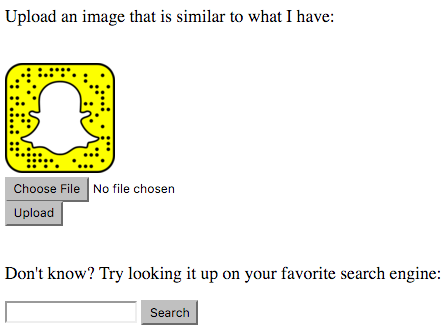 Upload an image that is similar to what I have:
Choose File No file chosen
Upload
Don't know? Try looking it up on your favorite search engine:
Search